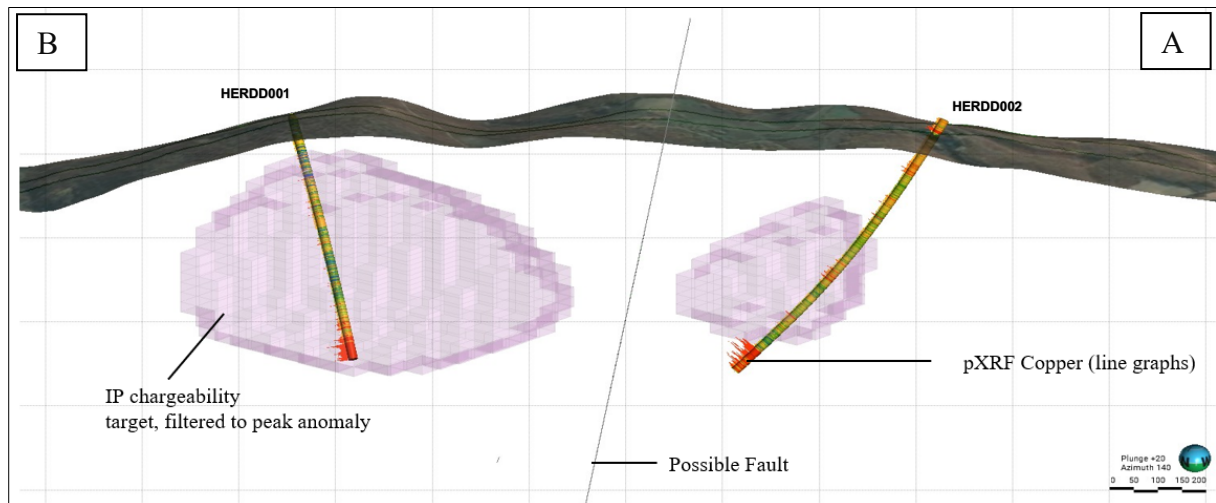 B
A
HERDD001
HERDD002
IP chargeability
target, filtered to peak anomaly
pXRF Copper (line graphs)
Possible Fault
Plunge +20
Azimuth 140
0 50 100 150 200